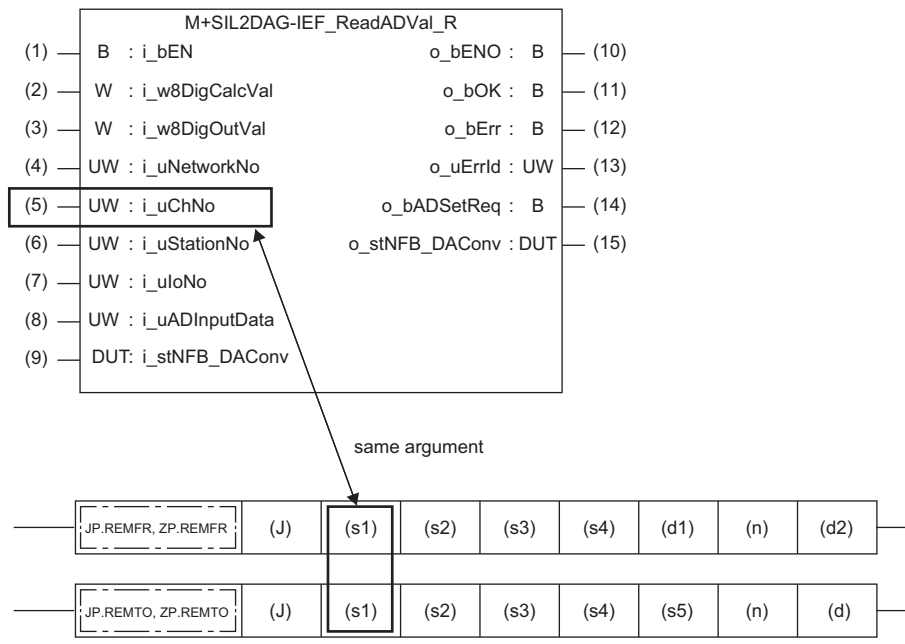 M+SIL2DAG-IEF_ReadADVal_R
(1) B : i_bEN o_bENO : B (10)
(2) W : i_w8DigCalcVal o_bOK : B (11)
(3) W : i_w8DigOutVal o_bErr : B (12)
(4) UW : i_uNetworkNo o_uErrId : UW (13)
(5) UW : i_uChNo o_bADSetReq : B (14)
(6) UW : i_uStationNo o_stNFB_DAConv : DUT (15)
(7) UW : i_uIoNo
(8) UW : i_uADInputData
(9) DUT: i_stNFB_DAConv
same argument
JP.REMFR, ZP.REMFR (J) (s1) (s2) (s3) (s4) (d1) (n) (d2)
JP.REMTO, ZP.REMTO (J) (s1) (s2) (s3) (s4) (s5) (n) (d)